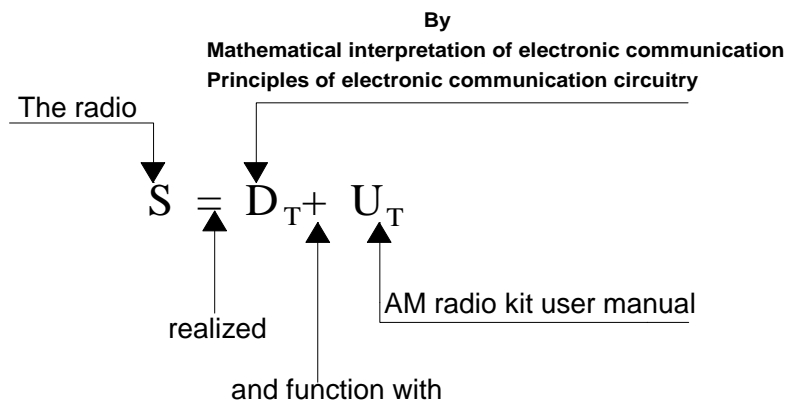 By
Mathematical interpretation of electronic communication
Principles of electronic communication circuitry
The radio
S = D_T + U_T
AM radio kit user manual
realized
and function with